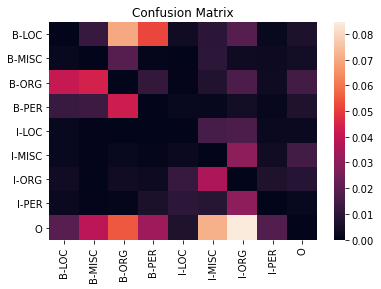 Confusion Matrix
B-LOC
B-MISC
B-ORG
B-PER
I-LOC
I-MISC
I-ORG
I-PER
O
B-LOC
B-MISC
B-ORG
B-PER
I-LOC
I-MISC
I-ORG
I-PER
O
0.08
0.07
0.06
0.05
0.04
0.03
0.02
0.01
0.00